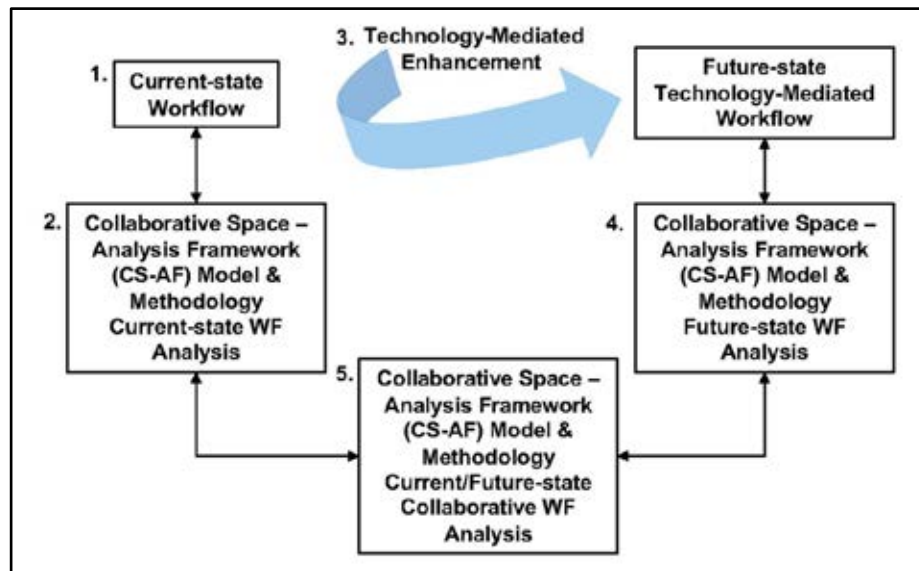 1. Current-state
Workflow
3. Technology-Mediated
Enhancement
Future-state
Technology-Mediated
Workflow
2. Collaborative Space –
Analysis Framework
(CS-AF) Model &
Methodology
Current-state WF
Analysis
4. Collaborative Space –
Analysis Framework
(CS-AF) Model &
Methodology
Future-state WF
Analysis
5. Collaborative Space –
Analysis Framework
(CS-AF) Model &
Methodology
Current/Future-state
Collaborative WF
Analysis